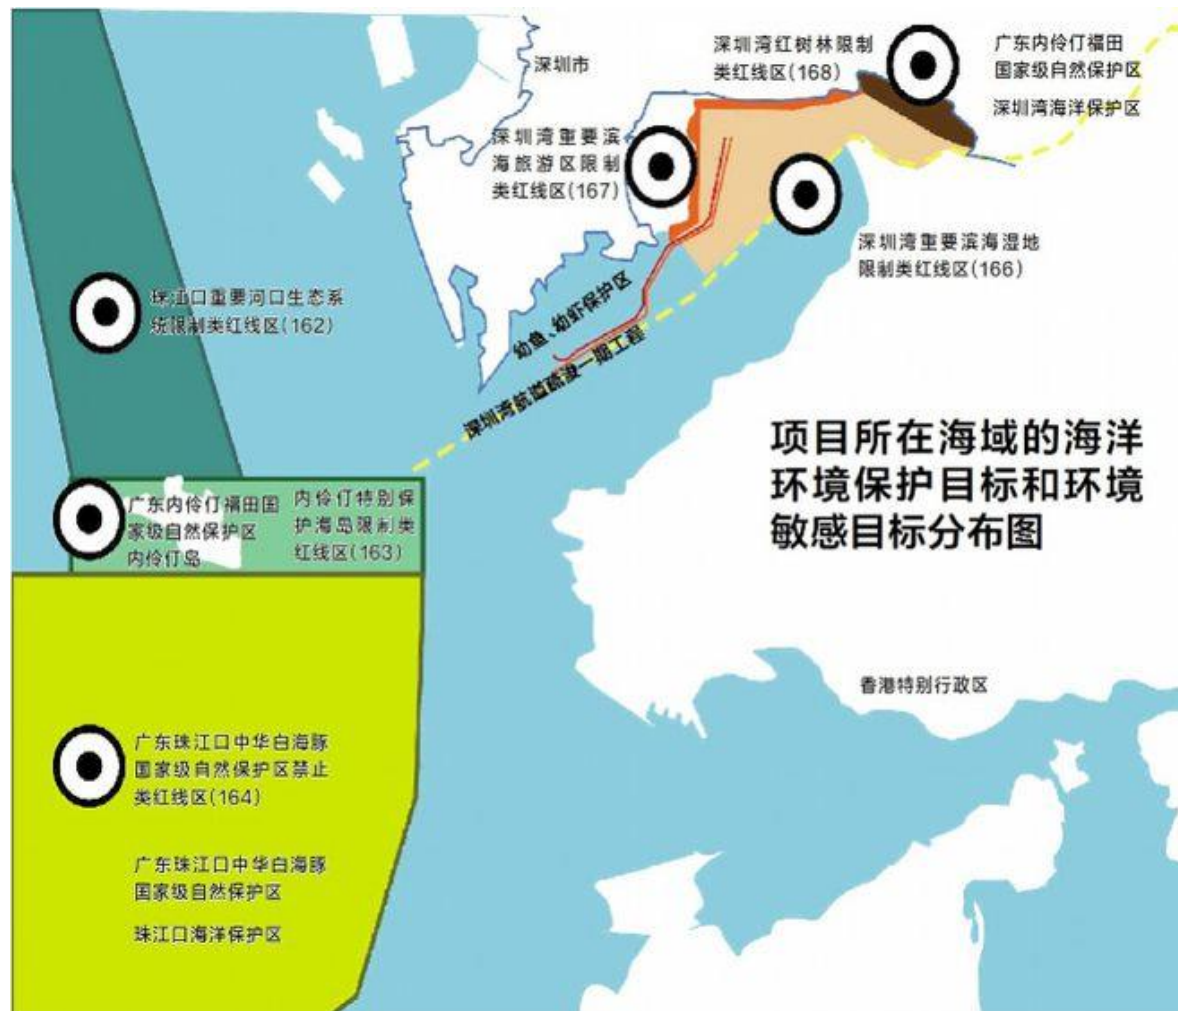 深圳市
深圳湾红树林限制
类红线区(168)
广东内伶仃福田
国家级自然保护区
深圳湾海洋保护区
深圳湾重要滨
海旅游区限制
类红线区(167)
深圳湾重要滨海湿地
限制类红线区(166)
珠江口重要河口生态系
统限制类红线区(162)
幼鱼、幼虾保护区
深圳湾航道疏浚一期工程
项目所在海域的海洋
环境保护目标和环境
敏感目标分布图
广东内伶仃福田国
家级自然保护区
内伶仃岛
内伶仃特别保
护海岛限制类
红线区(163)
香港特别行政区
广东珠江口中华白海豚
国家级自然保护区禁止
类红线区(164)
广东珠江口中华白海豚
国家级自然保护区
珠江口海洋保护区